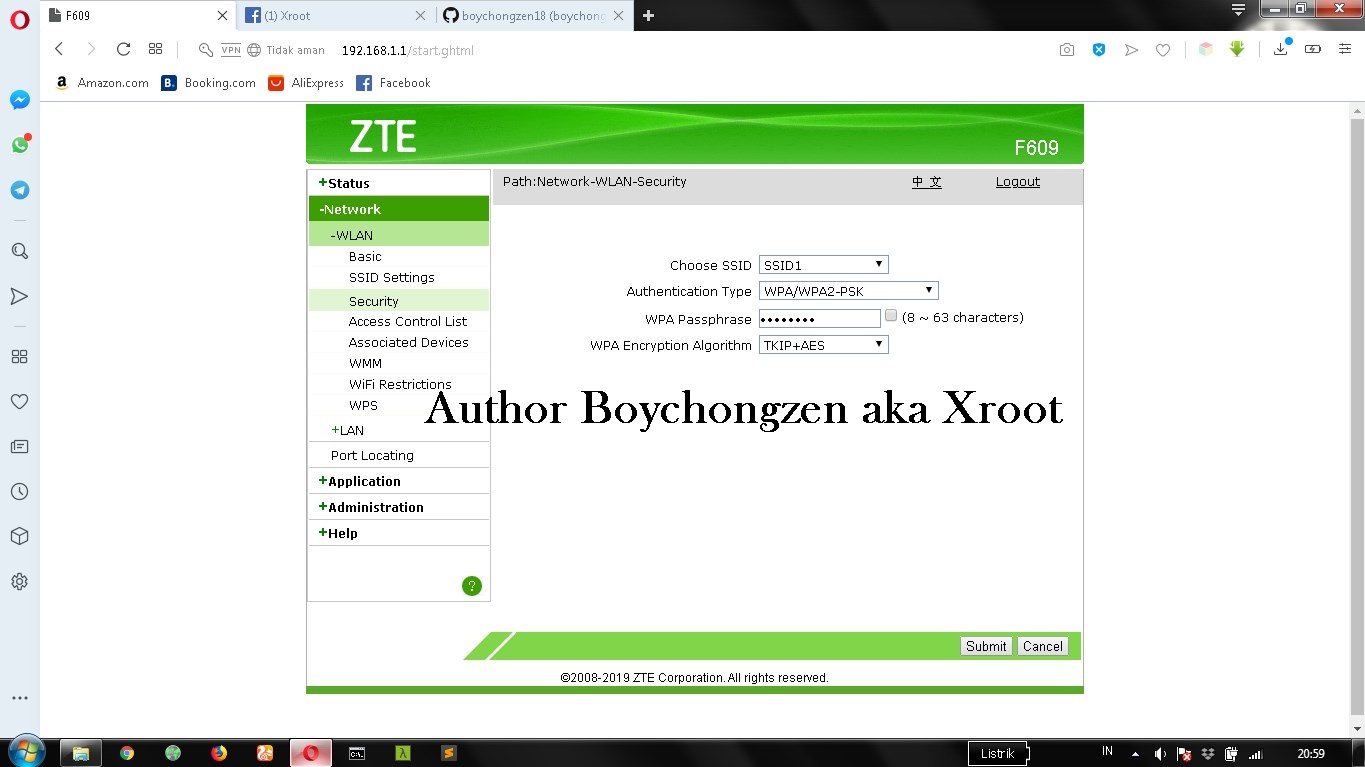 F609
(1) Xroot
boychongzen18 (boychong
VPN
Tidak aman
192.168.1.1/start.ghtml
Amazon.com
Booking.com
AliExpress
Facebook
ZTE
F609
+Status
-Network
-WLAN
Basic
SSID Settings
Security
Access Control List
Associated Devices
WMM
WiFi Restrictions
WPS
+LAN
Port Locating
+Application
+Administration
+Help
?
Path:Network-WLAN-Security
中 文
Logout
Choose SSID SSID1
Authentication Type WPA/WPA2-PSK
WPA Passphrase •••••••• (8 ~ 63 characters)
WPA Encryption Algorithm TKIP+AES
Author Boychongzen aka Xroot
Submit Cancel
©2008-2019 ZTE Corporation. All rights reserved.
Listrik
IN
20:59